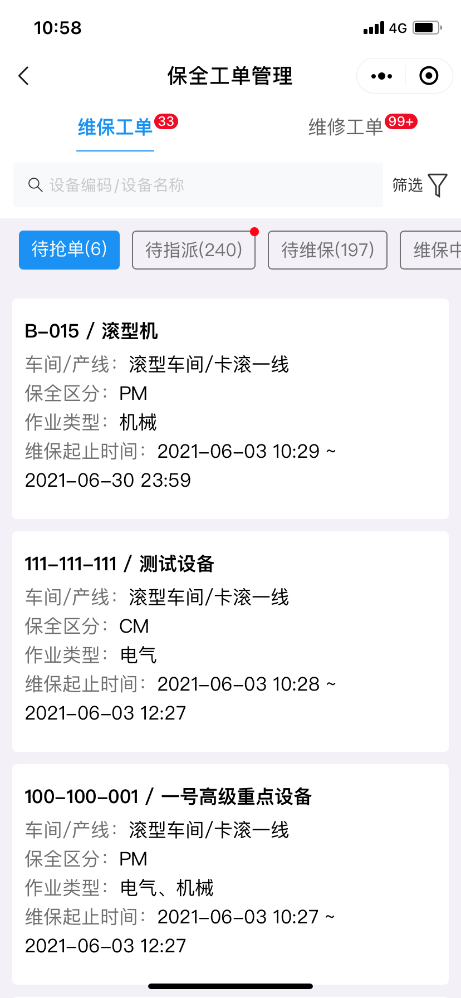 10:58
4G
保全工单管理
维保工单 33
维修工单 99+
设备编码/设备名称
筛选
待抢单(6)
待指派(240)
待维保(197)
维保中
B-015 / 滚型机
车间/产线：滚型车间/卡滚一线
保全区分：PM
作业类型：机械
维保起止时间：2021-06-03 10:29 ~
2021-06-30 23:59
111-111-111 / 测试设备
车间/产线：滚型车间/卡滚一线
保全区分：CM
作业类型：电气
维保起止时间：2021-06-03 10:28 ~
2021-06-03 12:27
100-100-001 / 一号高级重点设备
车间/产线：滚型车间/卡滚一线
保全区分：PM
作业类型：电气、机械
维保起止时间：2021-06-03 10:27 ~
2021-06-03 12:27